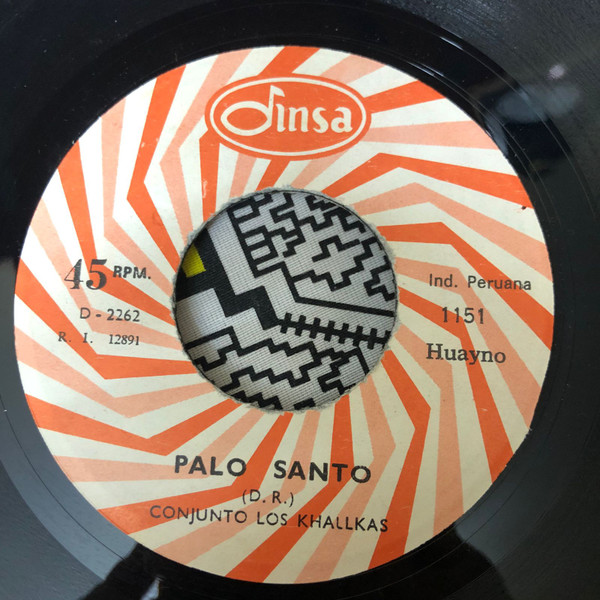 dinsa
45 RPM.
D - 2262
R. I. 12891
Ind. Peruana
1151
Huayno
PALO SANTO
(D. R.)
CONJUNTO LOS KHALLKAS